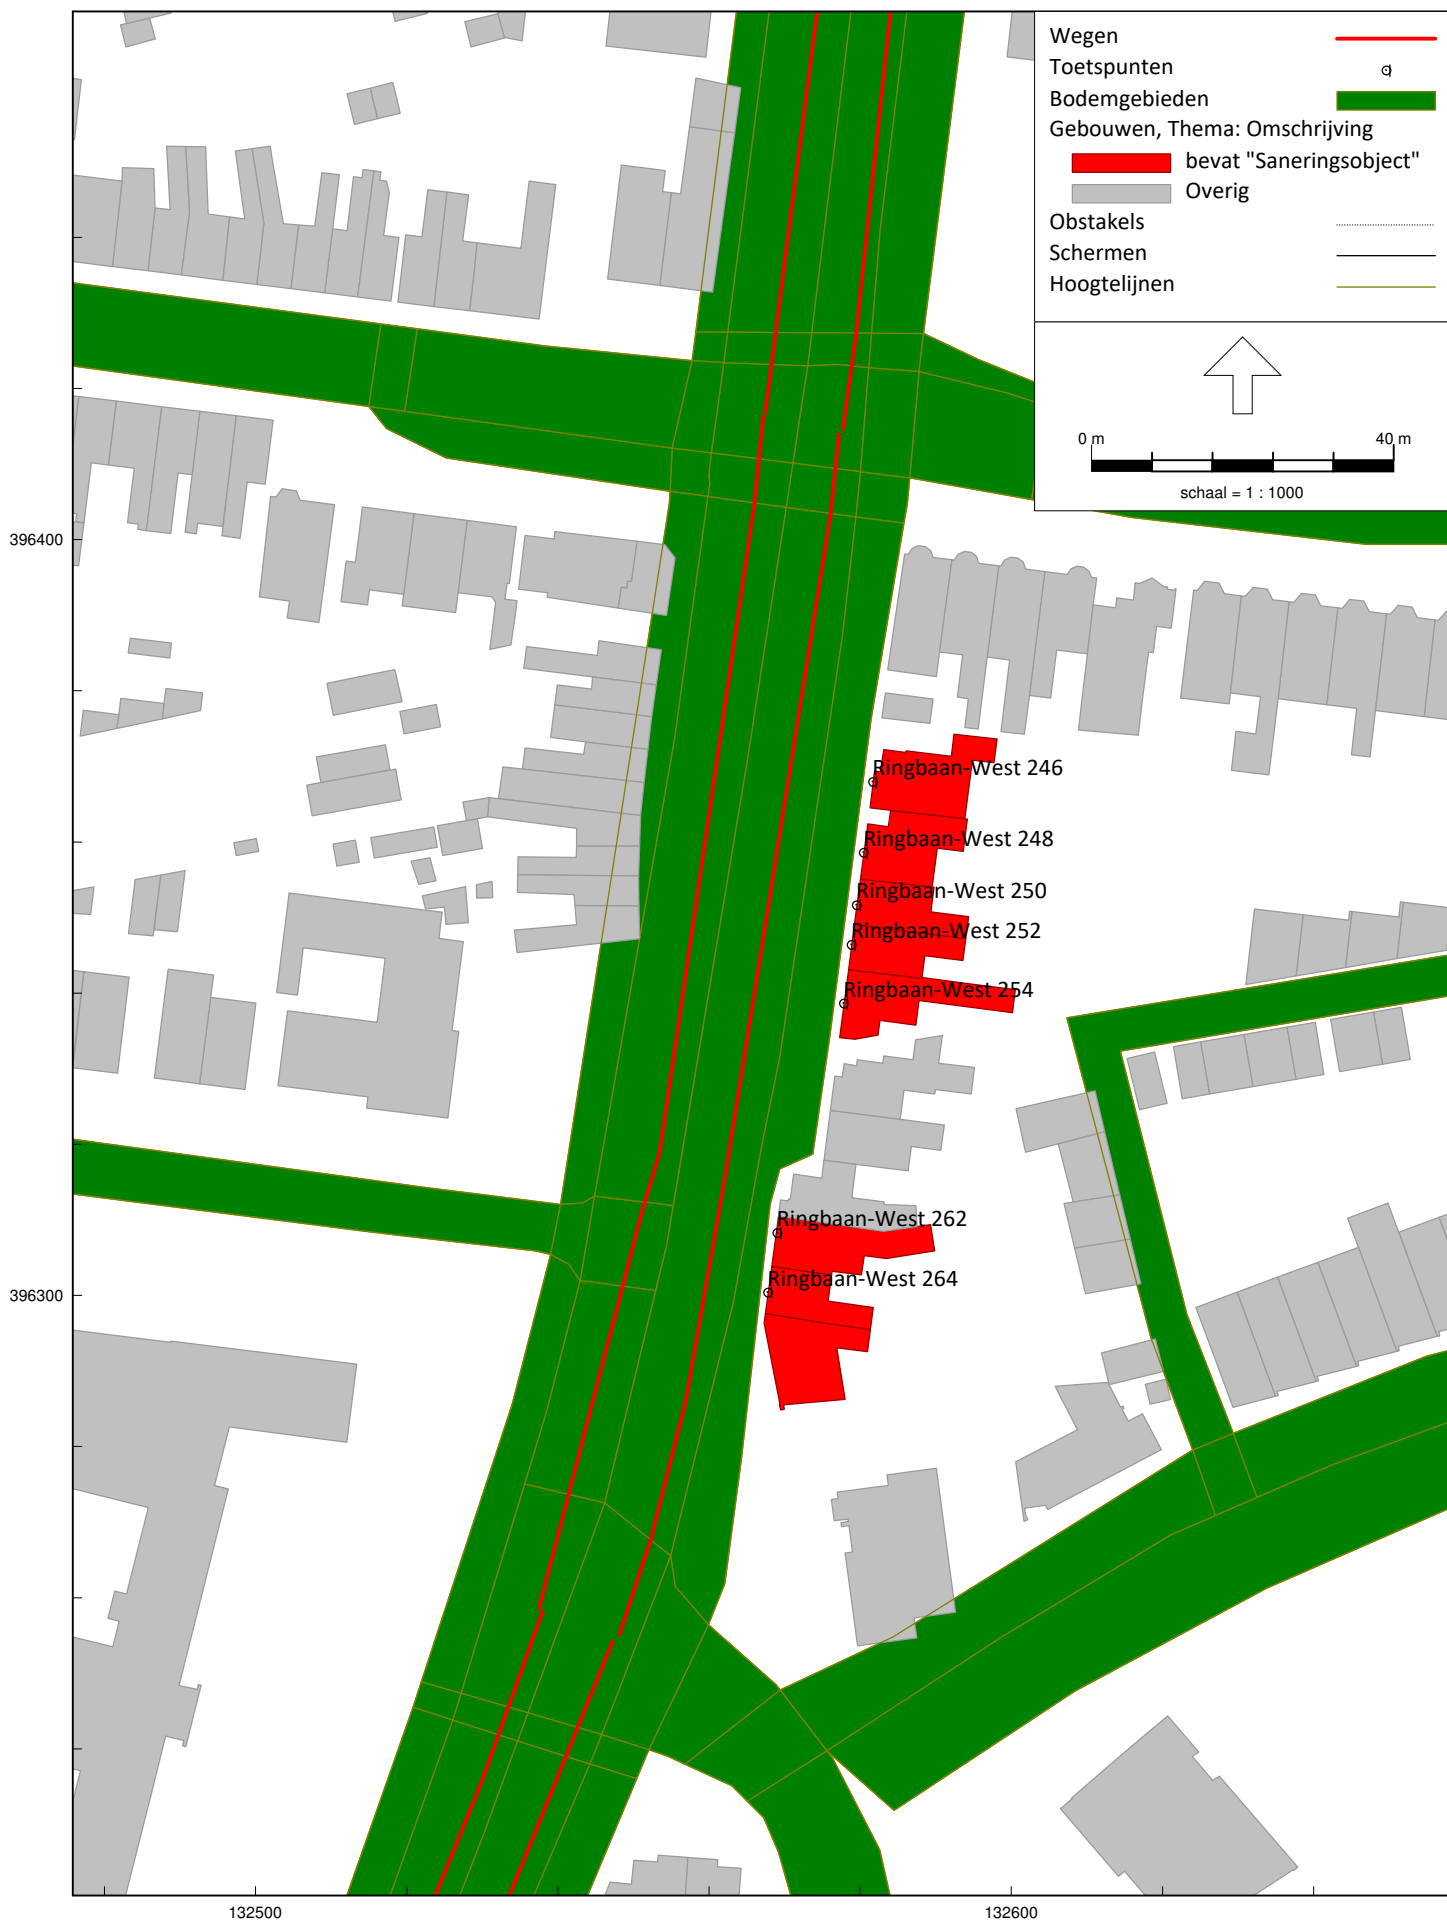 Wegen
Toetspunten
Bodemgebieden
Gebouwen, Thema: Omschrijving
bevat "Saneringsobject"
Overig
Obstakels
Schermen
Hoogtelijnen
0 m 40 m
schaal = 1 : 1000
396400
Ringbaan-West 246
Ringbaan-West 248
Ringbaan-West 250
Ringbaan-West 252
Ringbaan-West 254
Ringbaan-West 262
Ringbaan-West 264
396300
132500 132600